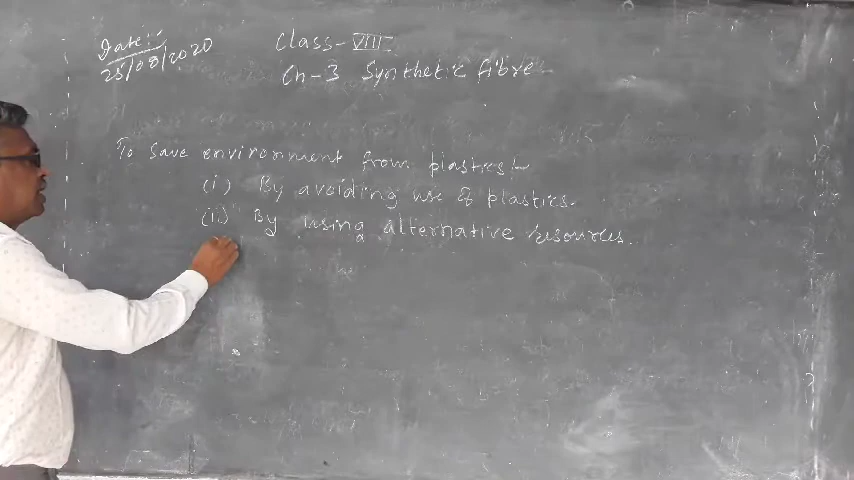 Date:-
25/08/2020
Class-VIII
Ch-3 Synthetic fibre
To save environment from plastics:-
(i) By avoiding use of plastics.
(ii) By using alternative resources.